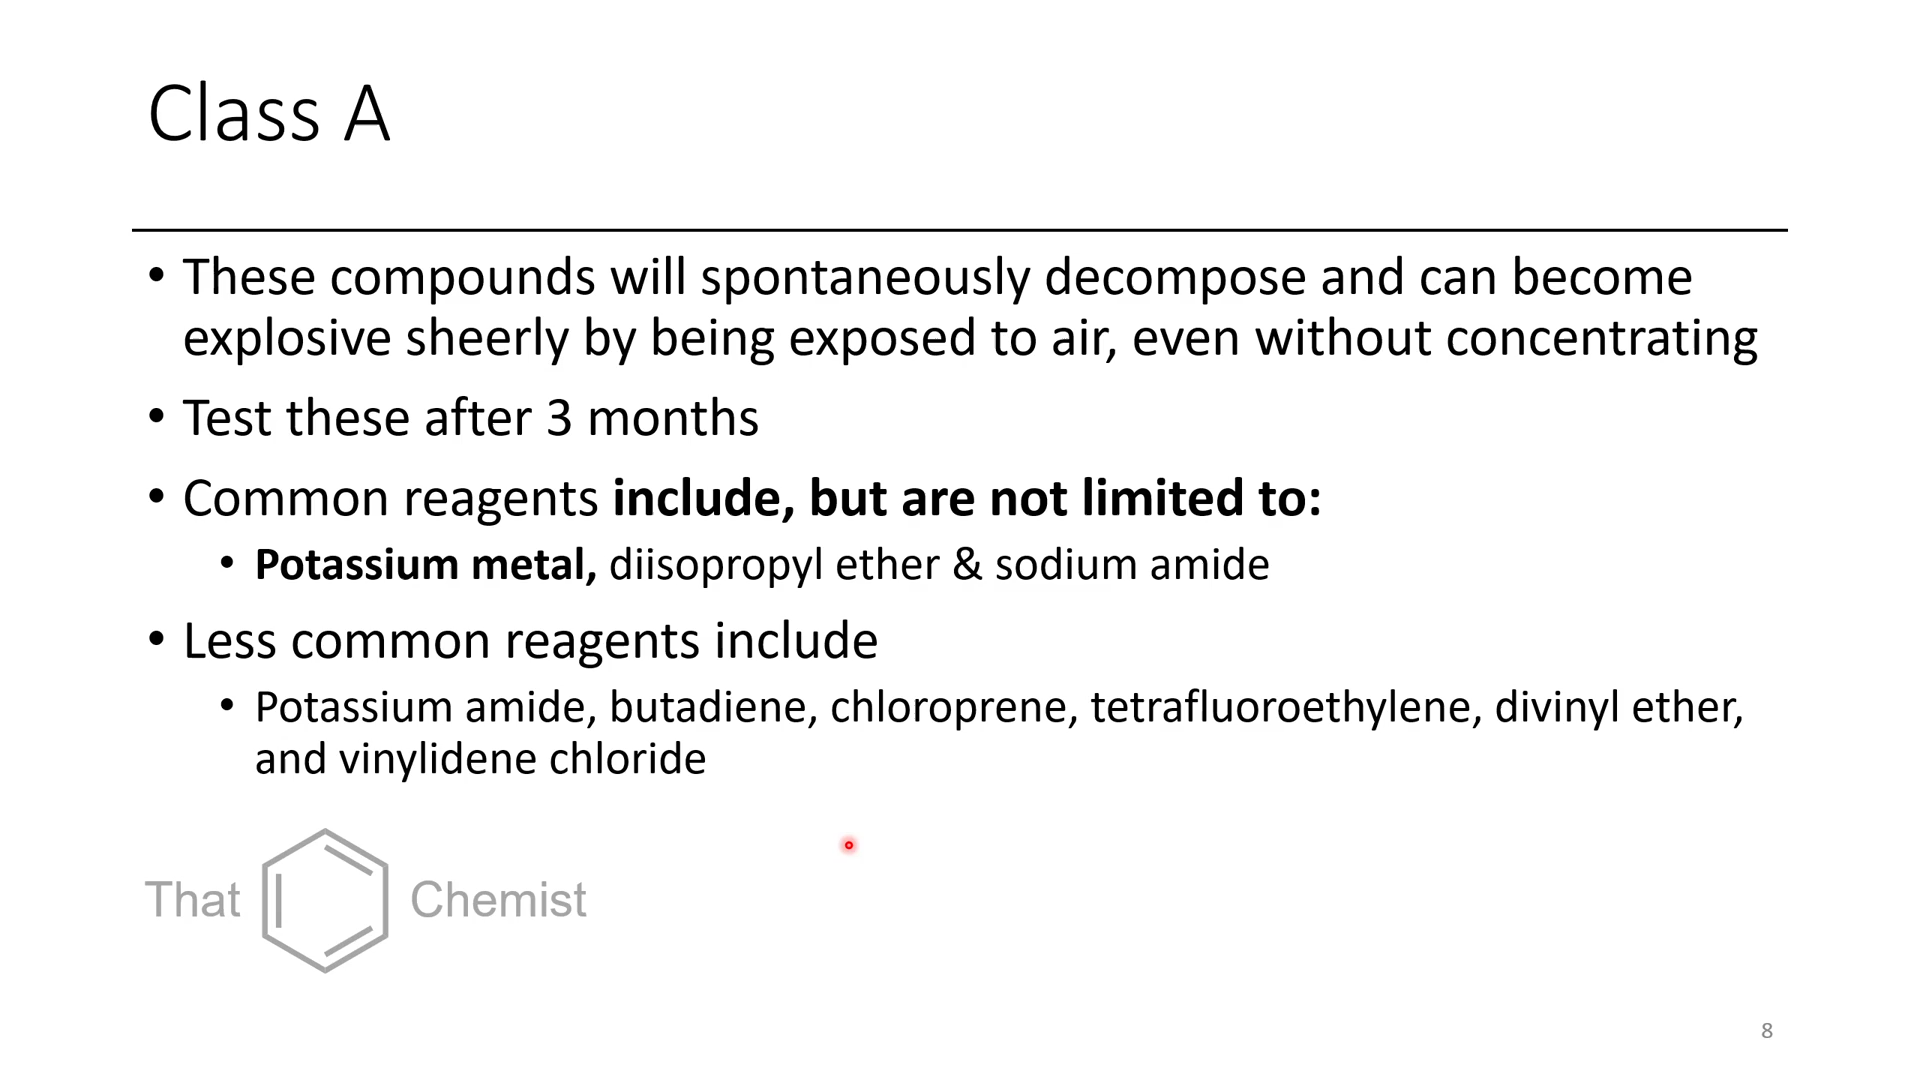 Class A
• These compounds will spontaneously decompose and can become
explosive sheerly by being exposed to air, even without concentrating
• Test these after 3 months
• Common reagents include, but are not limited to:
• Potassium metal, diisopropyl ether & sodium amide
• Less common reagents include
• Potassium amide, butadiene, chloroprene, tetrafluoroethylene, divinyl ether,
and vinylidene chloride
That Chemist
8